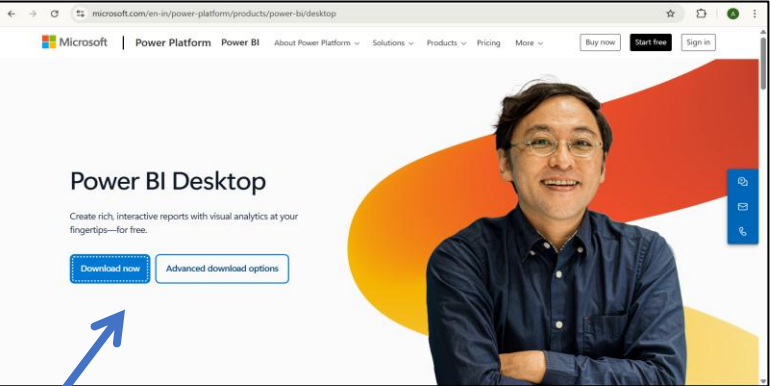 microsoft.com/en-in/power-platform/products/power-bi/desktop
A
Microsoft Power Platform Power BI About Power Platform Solutions Products Pricing More Buy now Start free Sign in
Power BI Desktop
Create rich, interactive reports with visual analytics at your
fingertips—for free.
Download now Advanced download options